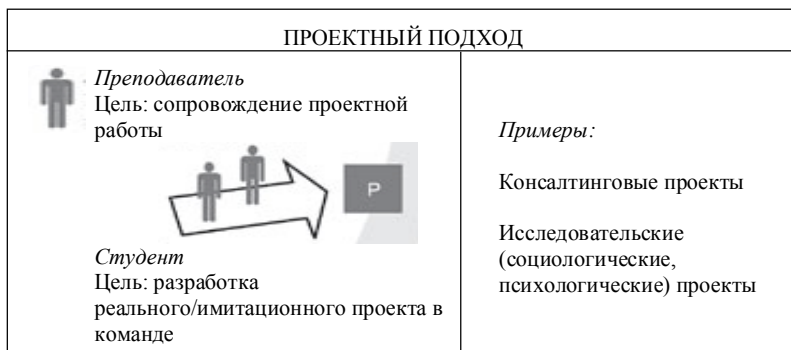 ПРОЕКТНЫЙ ПОДХОД
Преподаватель
Цель: сопровождение проектной
работы
P
Студент
Цель: разработка
реального/имитационного проекта в
команде
Примеры:
Консалтинговые проекты
Исследовательские
(социологические,
психологические) проекты